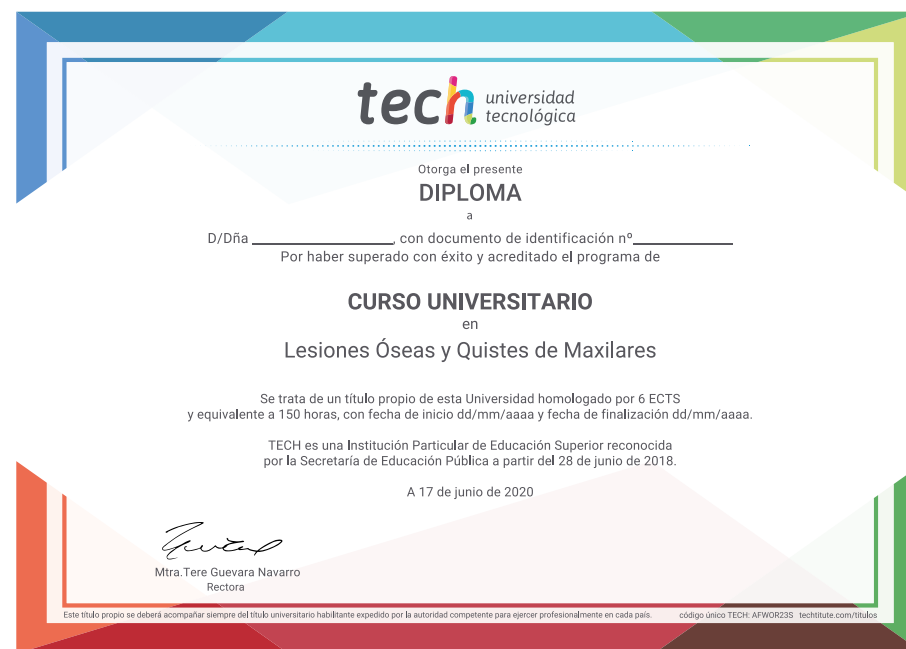 tech universidad
tecnológica
Otorga el presente
DIPLOMA
a
D/Dña ____________________, con documento de identificación nº______________
Por haber superado con éxito y acreditado el programa de
CURSO UNIVERSITARIO
en
Lesiones Óseas y Quistes de Maxilares
Se trata de un título propio de esta Universidad homologado por 6 ECTS
y equivalente a 150 horas, con fecha de inicio dd/mm/aaaa y fecha de finalización dd/mm/aaaa.
TECH es una Institución Particular de Educación Superior reconocida
por la Secretaría de Educación Pública a partir del 28 de junio de 2018.
A 17 de junio de 2020
Mtra.Tere Guevara Navarro
Rectora
Este título propio se deberá acompañar siempre del título universitario habilitante expedido por la autoridad competente para ejercer profesionalmente en cada país. código único TECH: AFWOR23S techtitute.com/titulos